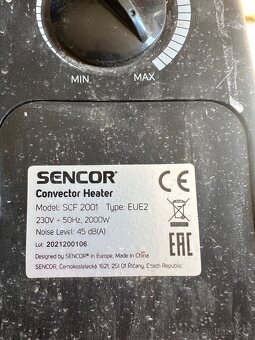 MIN
MAX
SENCOR®
Convector Heater
Model: SCF 2001 Type: EUE2
230V ~ 50Hz, 2000W
Noise Level: 45 dB(A)
Lot: 2021200106
Designed by SENCOR® in Europe, Made in China
SENCOR, Černokostelecká 1621, 251 01 Říčany, Czech Republic
CE
EAC